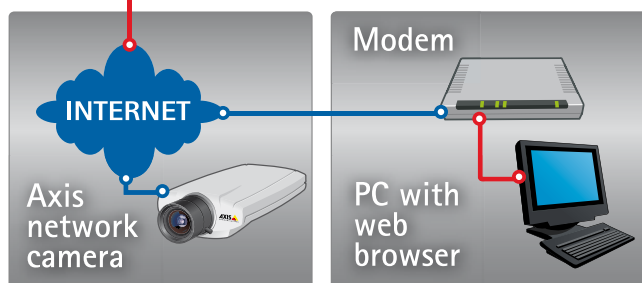 INTERNET
Axis
network
camera
AXIS
Modem
PC with
web
browser